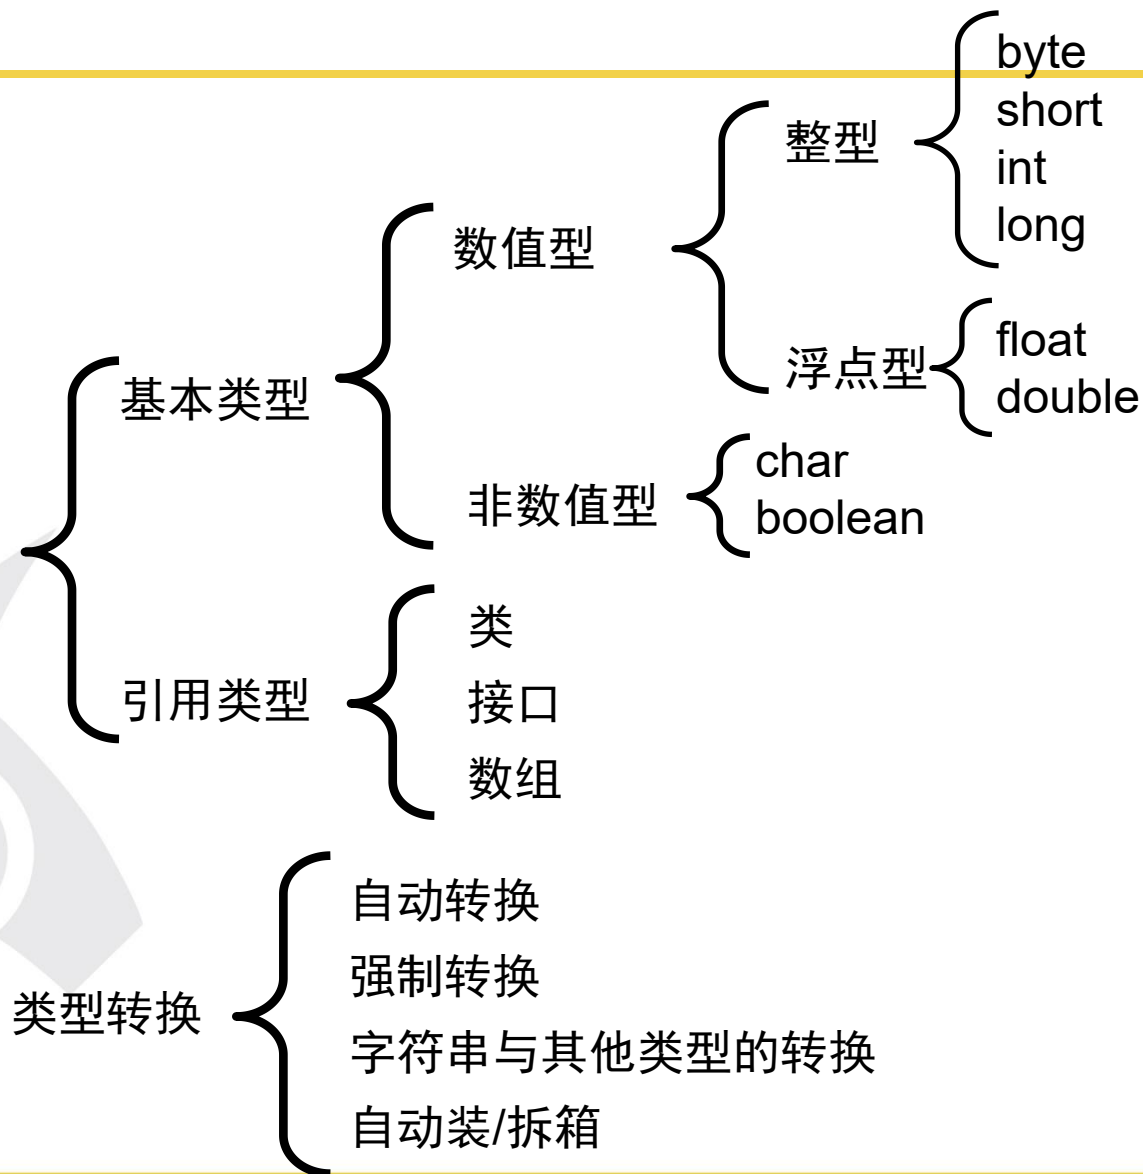 byte
short
整型
int
long
数值型
float
浮点型
double
基本类型
char
非数值型
boolean
类
引用类型
接口
数组
自动转换
强制转换
类型转换
字符串与其他类型的转换
自动装/拆箱